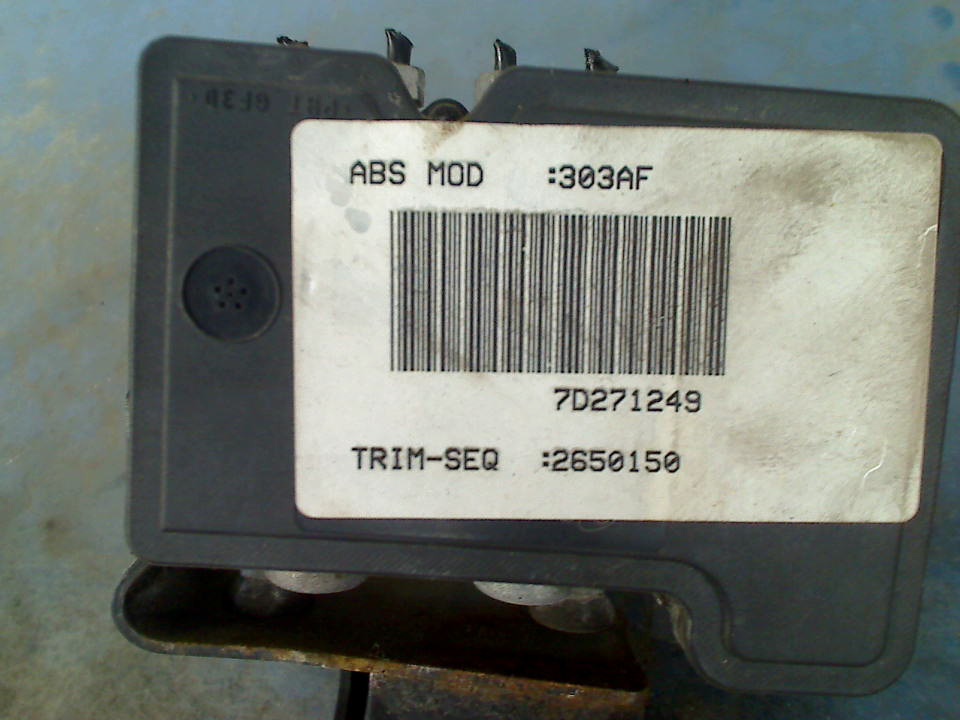 ABS MOD :303AF
7D271249
TRIM-SEQ :2650150